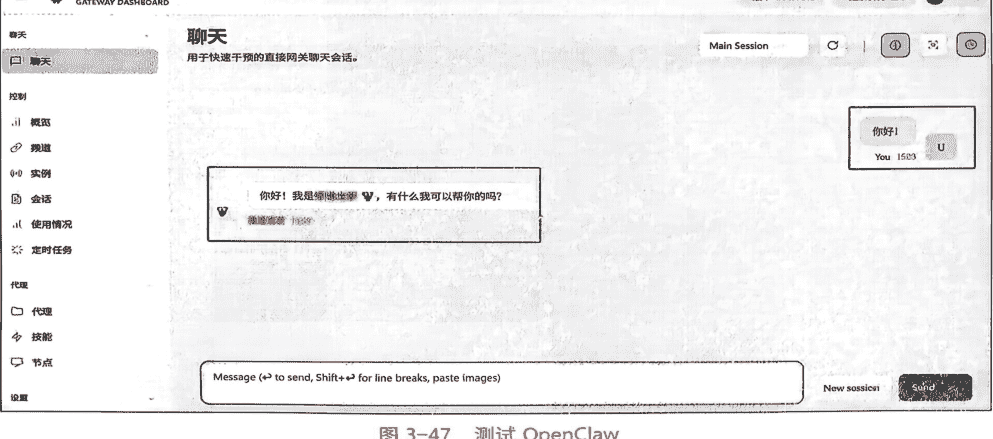 GATEWAY DASHBOARD
聊天
聊天
控制
概览
频道
实例
会话
使用情况
定时任务
代理
代理
技能
节点
设置
聊天
用于快速干预的直接网关聊天会话。
Main Session
你好！
You 15:03
U
你好！我是 ，有什么我可以帮你的吗？
Message (↵ to send, Shift+↵ for line breaks, paste images)
New session
Send
图 3-47 测试 OpenClaw